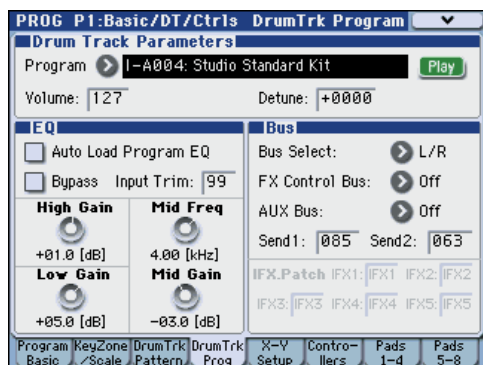 PROG P1:Basic/DT/Ctrls DrumTrk Program
Drum Track Parameters
Program I-A004: Studio Standard Kit Play
Volume: 127 Detune: +0000
EQ
Auto Load Program EQ
Bypass Input Trim: 99
High Gain Mid Freq
+01.0 [dB] 4.00 [kHz]
Low Gain Mid Gain
+05.0 [dB] -03.0 [dB]
Bus
Bus Select: L/R
FX Control Bus: Off
AUX Bus: Off
Send1: 085 Send2: 063
IFX.Patch IFX1: IFX1 IFX2: IFX2
IFX3: IFX3 IFX4: IFX4 IFX5: IFX5
Program Basic KeyZone /Scale DrumTrk Pattern DrumTrk Prog X-Y Setup Contro- llers Pads 1-4 Pads 5-8